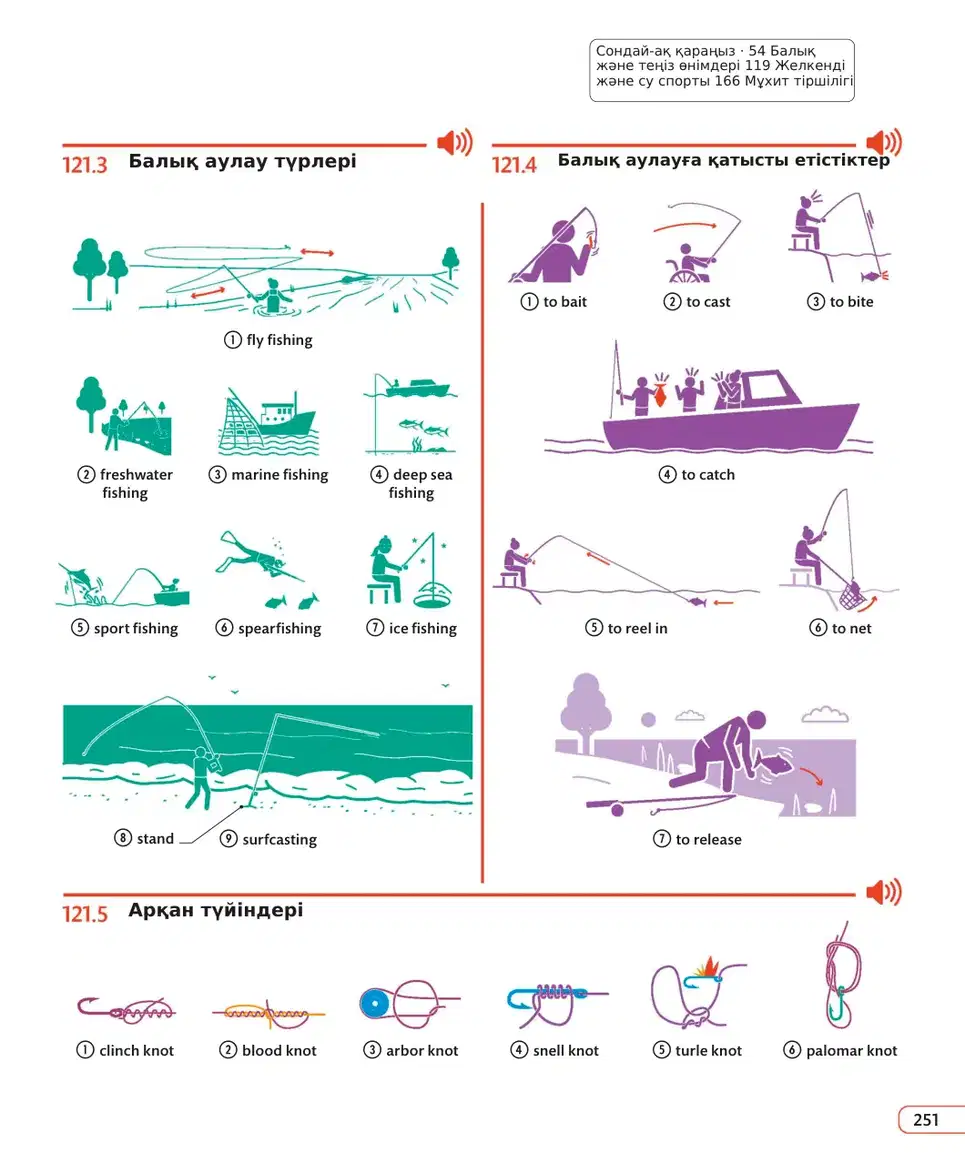 Сондай-ақ қараңыз · 54 Балық
және теңіз өнімдері 119 Желкенді
және су спорты 166 Мұхит тіршілігі
121.3 Балық аулау түрлері
1 fly fishing
2 freshwater
fishing
3 marine fishing
4 deep sea
fishing
5 sport fishing
6 spearfishing
7 ice fishing
8 stand
9 surfcasting
121.4 Балық аулауға қатысты етістіктер
1 to bait
2 to cast
3 to bite
4 to catch
5 to reel in
6 to net
7 to release
121.5 Арқан түйіндері
1 clinch knot
2 blood knot
3 arbor knot
4 snell knot
5 turle knot
6 palomar knot
251